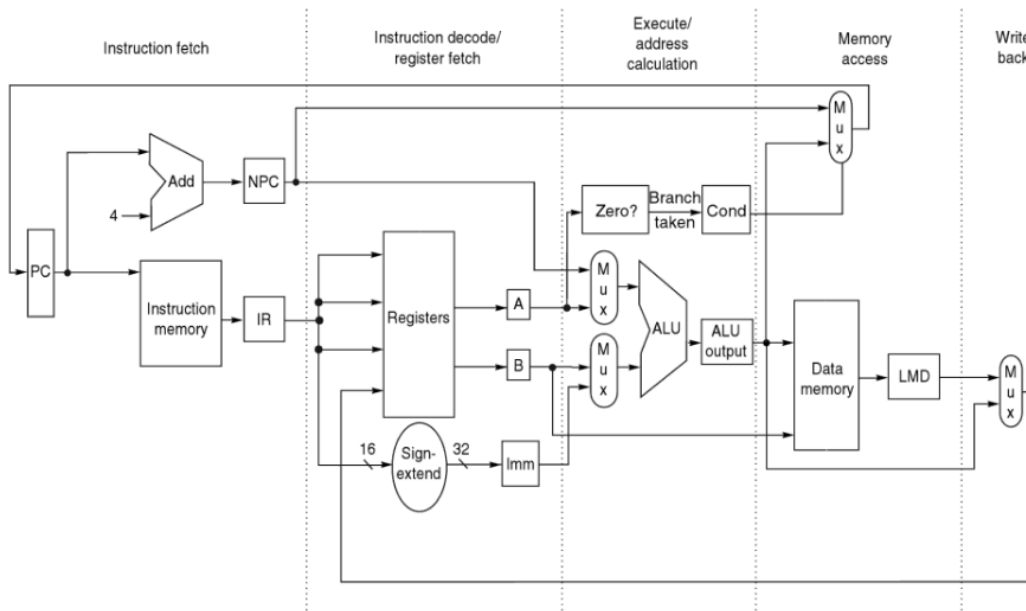 Instruction fetch
Instruction decode/
register fetch
Execute/
address
calculation
Memory
access
Write
back
M
u
x
Add
NPC
4
Zero?
Branch
taken
Cond
PC
Instruction
memory
IR
Registers
A
B
M
u
x
M
u
x
ALU
ALU
output
Data
memory
LMD
M
u
x
16
Sign-
extend
32
Imm